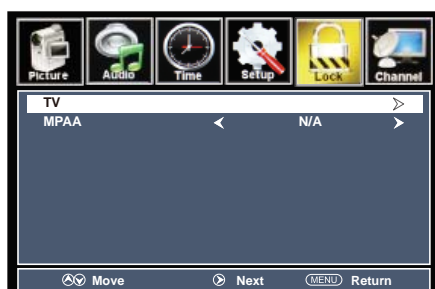 Picture Audio Time Setup Lock Channel
TV
MPAA N/A
Move Next MENU Return